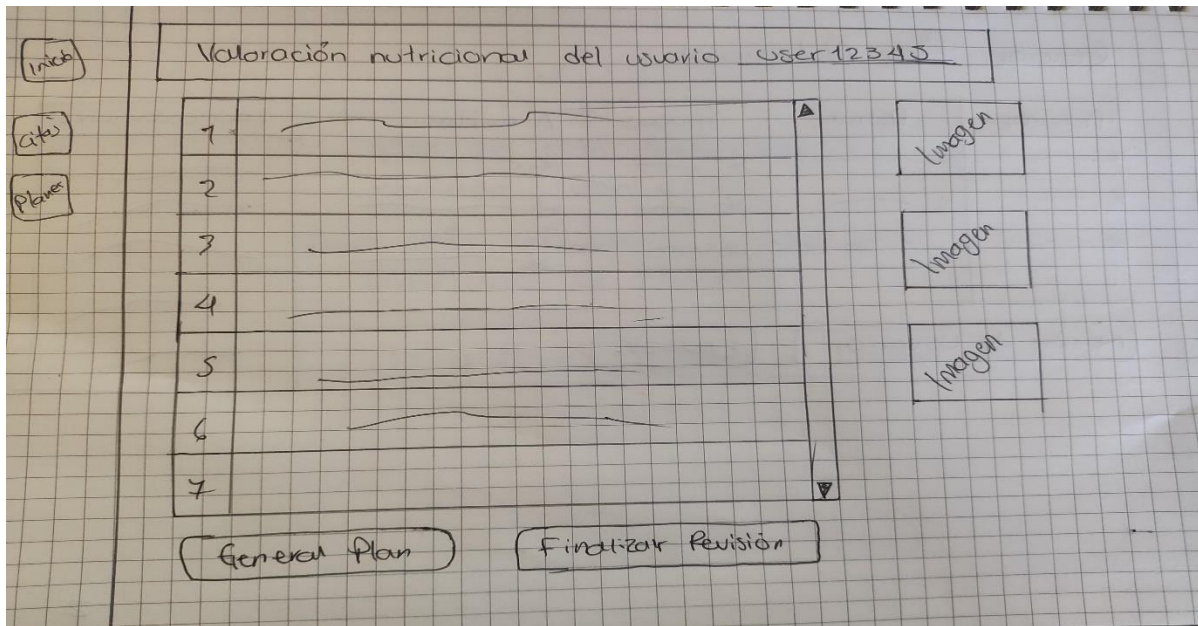 Inicio
Citas
Planes
Valoración nutricional del usuario user12345
1
2
3
4
5
6
7
General Plan
Finalizar Revisión
Imagen
Imagen
Imagen